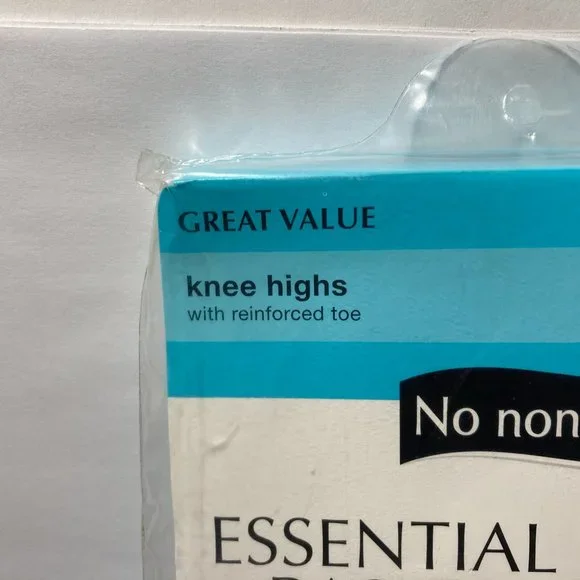 GREAT VALUE
knee highs
with reinforced toe
No non
ESSENTIAL